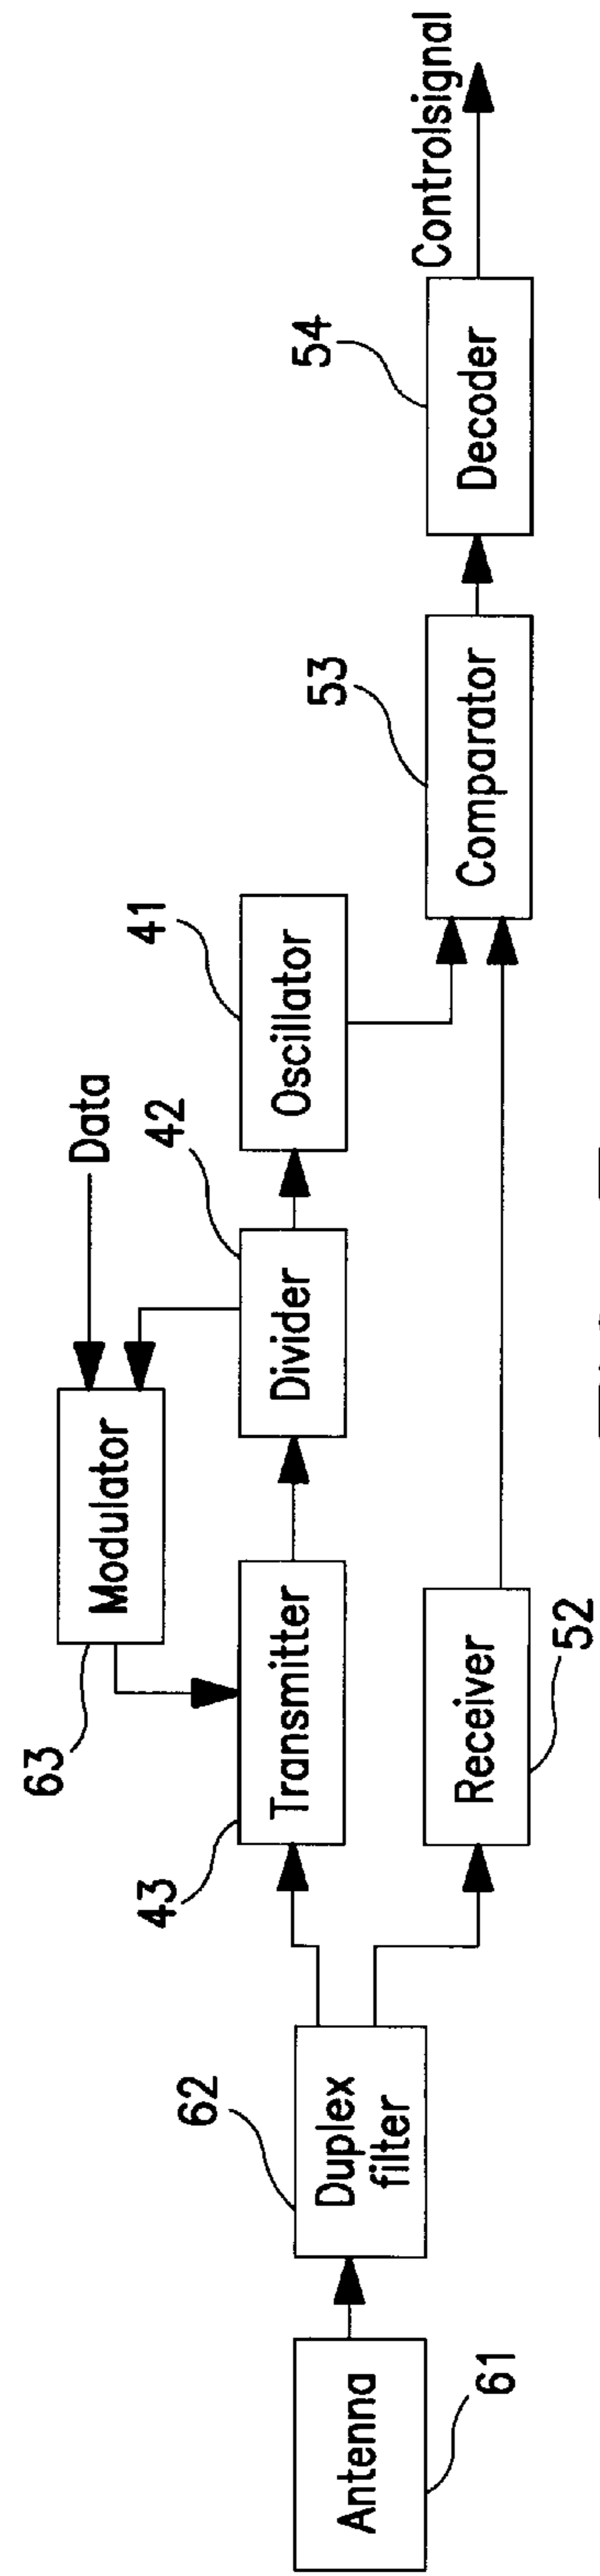 Data
63
Modulator
42
41
43
Transmitter
Divider
Oscillator
62
53
54
Antenna
Duplex
filter
61
Receiver
52
Comparator
Decoder
Controlsignal